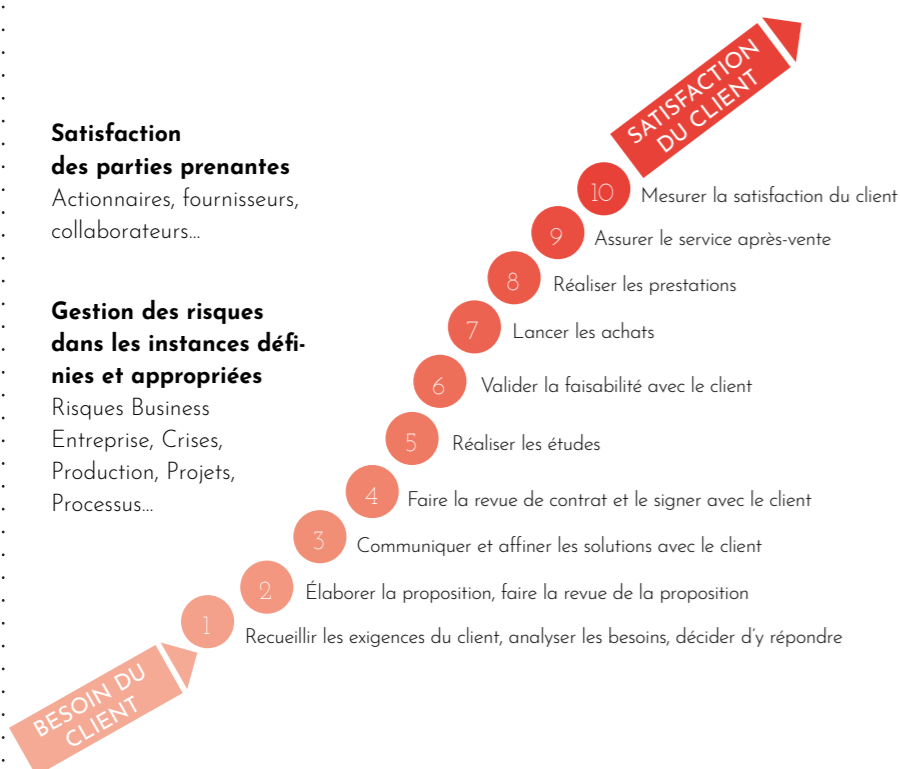 SATISFACTION
DU CLIENT
Satisfaction
des parties prenantes
Actionnaires, fournisseurs,
collaborateurs...
Gestion des risques
dans les instances défi-
nies et appropriées
Risques Business
Entreprise, Crises,
Production, Projets,
Processus...
10 Mesurer la satisfaction du client
9 Assurer le service après-vente
8 Réaliser les prestations
7 Lancer les achats
6 Valider la faisabilité avec le client
5 Réaliser les études
4 Faire la revue de contrat et le signer avec le client
3 Communiquer et affiner les solutions avec le client
2 Élaborer la proposition, faire la revue de la proposition
1 Recueillir les exigences du client, analyser les besoins, décider d'y répondre
BESOIN DU
CLIENT